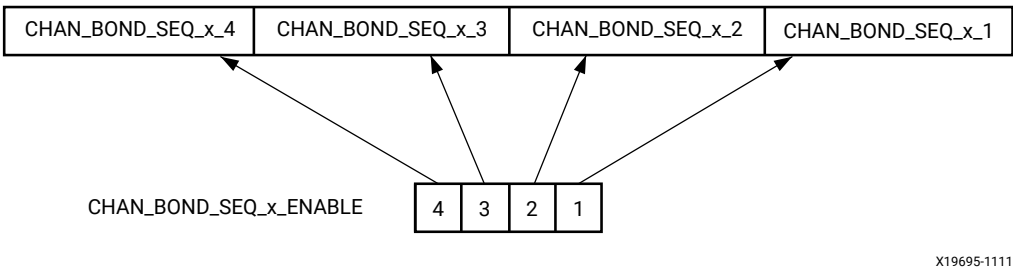 CHAN_BOND_SEQ_x_4 CHAN_BOND_SEQ_x_3 CHAN_BOND_SEQ_x_2 CHAN_BOND_SEQ_x_1
CHAN_BOND_SEQ_x_ENABLE 4 3 2 1
X19695-1111